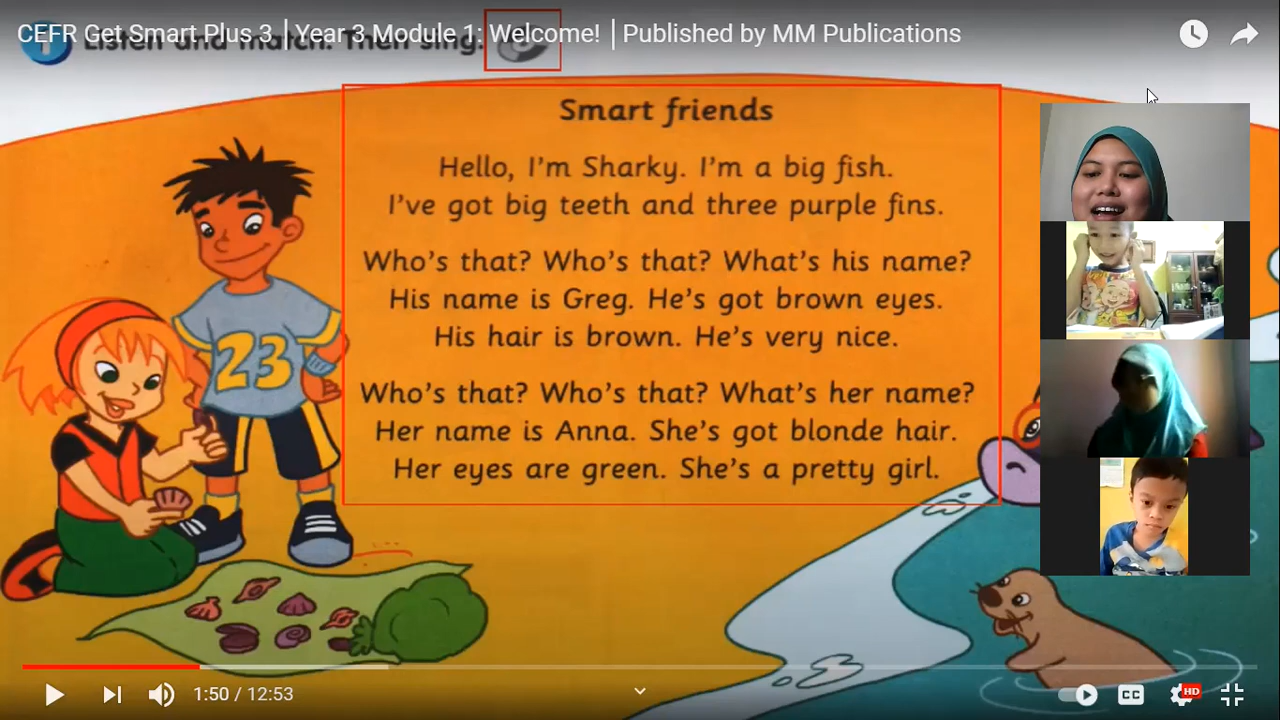 CEFR Get Smart Plus 3 | Year 3 Module 1: Welcome! | Published by MM Publications
1 Listen and match. Then sing.
Smart friends
Hello, I'm Sharky. I'm a big fish.
I've got big teeth and three purple fins.
Who's that? Who's that? What's his name?
His name is Greg. He's got brown eyes.
His hair is brown. He's very nice.
Who's that? Who's that? What's her name?
Her name is Anna. She's got blonde hair.
Her eyes are green. She's a pretty girl.
23
1:50 / 12:53
CC
HD